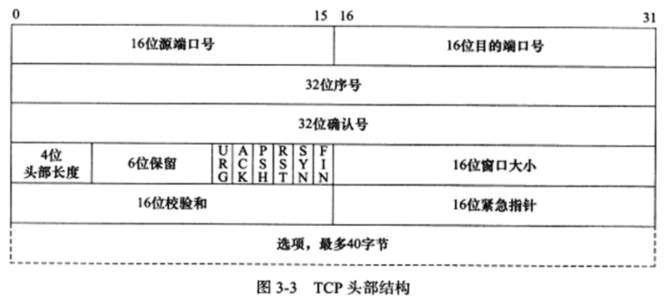 0 15 16 31
16位源端口号 16位目的端口号
32位序号
32位确认号
4位头部长度 6位保留 URG ACK PSH RST SYN FIN 16位窗口大小
16位校验和 16位紧急指针
选项，最多40字节
图 3-3 TCP 头部结构